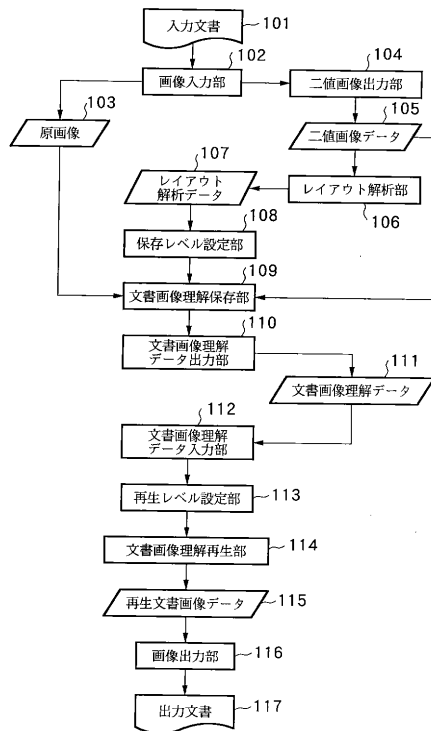 入力文書
101
102
画像入力部
104
二値画像出力部
103
原画像
105
二値画像データ
107
レイアウト
解析データ
レイアウト解析部
106
108
保存レベル設定部
109
文書画像理解保存部
110
文書画像理解
データ出力部
111
文書画像理解データ
112
文書画像理解
データ入力部
再生レベル設定部
113
文書画像理解再生部
114
再生文書画像データ
115
画像出力部
116
出力文書
117